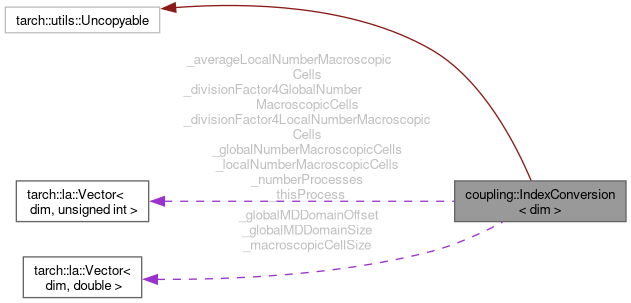 tarch::utils::Uncopyable
_averageLocalNumberMacroscopic
Cells
_divisionFactor4GlobalNumber
MacroscopicCells
_divisionFactor4LocalNumberMacroscopic
Cells
_globalNumberMacroscopicCells
_localNumberMacroscopicCells
_numberProcesses
thisProcess
tarch::la::Vector<
dim, unsigned int >
coupling::IndexConversion
< dim >
_globalMDDomainOffset
_globalMDDomainSize
_macroscopicCellSize
tarch::la::Vector<
dim, double >